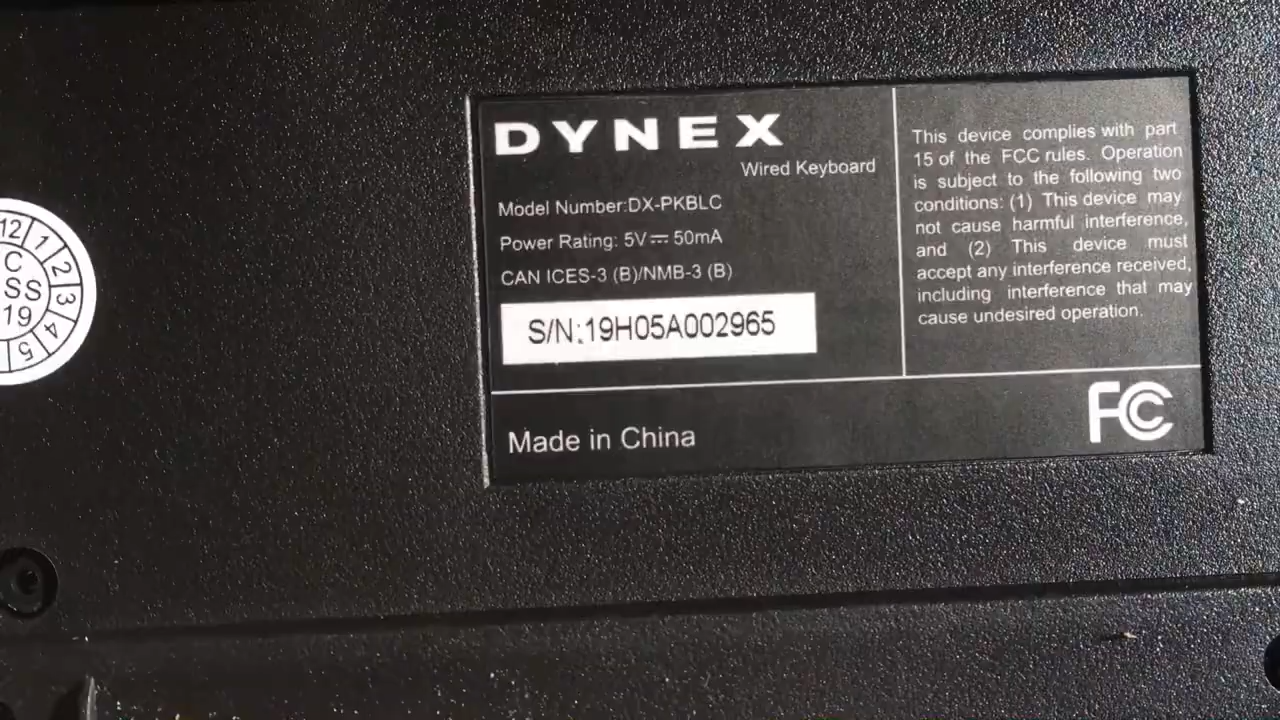 DYNEX
Wired Keyboard
Model Number:DX-PKBLC
Power Rating: 5V⎓ 50mA
CAN ICES-3 (B)/NMB-3 (B)
S/N:19H05A002965
Made in China
This device complies with part
15 of the FCC rules. Operation
is subject to the following two
conditions: (1) This device may
not cause harmful interference,
and (2) This device must
accept any interference received,
including interference that may
cause undesired operation.
FC
12 1 2 3 4 5
C
SS
19